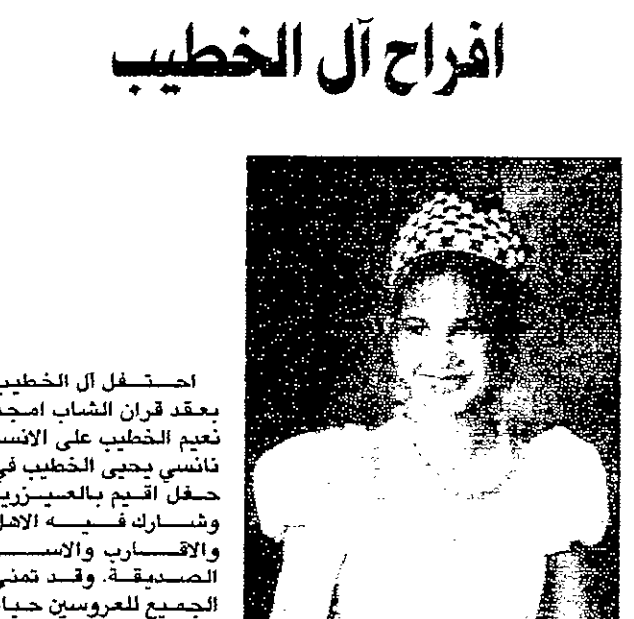 افراح آل الخطيب
احتفل آل الخطيب
بعقد قران الشاب امجد
نعيم الخطيب على الانسة
نانسي يحيى الخطيب في
حفل اقيم بالعيزرية
وشارك فيه الاهل
والاقارب والاسر
الصديقة. وقد تمنى
الجميع للعروسين حياة